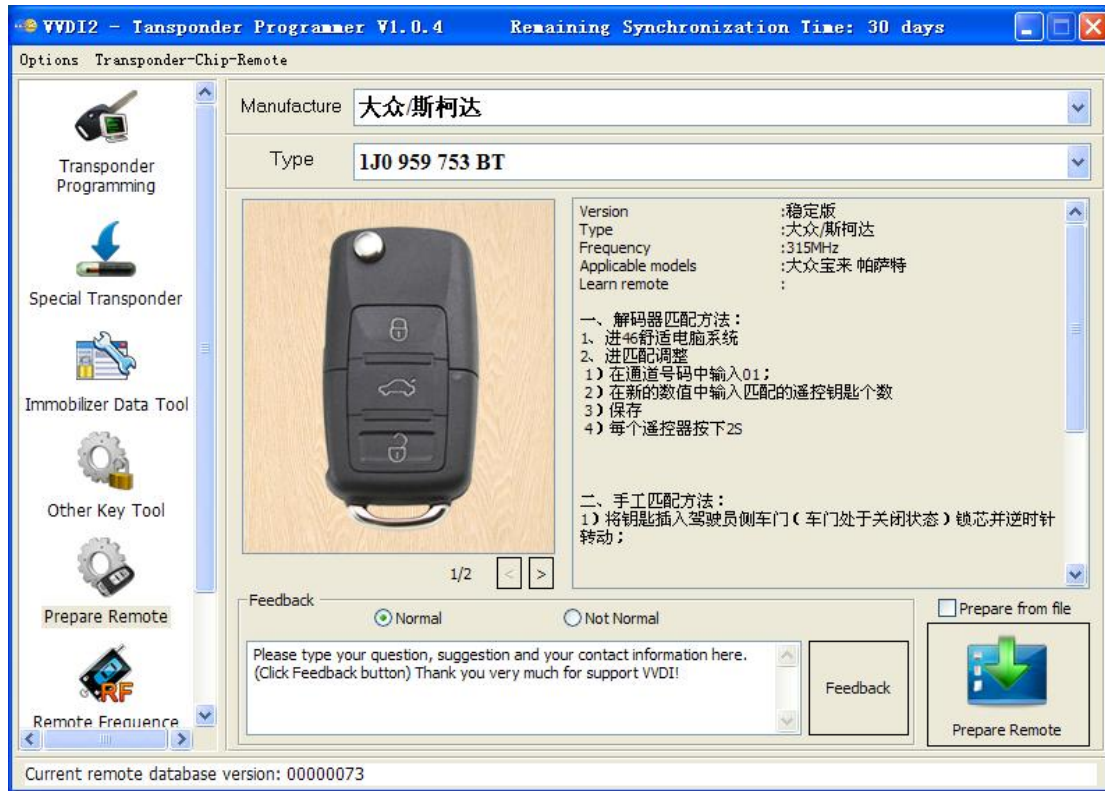 VVDI2 - Tansponder Programmer V1.0.4 Remaining Synchronization Time: 30 days
Options Transponder-Chip-Remote
Transponder
Programming
Special Transponder
Immobilizer Data Tool
Other Key Tool
Prepare Remote
RF
Remote Frequence
Manufacture 大众/斯柯达
Type 1J0 959 753 BT
Version :稳定版
Type :大众/斯柯达
Frequency :315MHz
Applicable models :大众宝来 帕萨特
Learn remote :
一、解码器匹配方法：
1、进46舒适电脑系统
2、进匹配调整
1）在通道号码中输入01；
2）在新的数值中输入匹配的遥控钥匙个数
3）保存
4）每个遥控器按下2S
二、手工匹配方法：
1）将钥匙插入驾驶员侧车门（车门处于关闭状态）锁芯并逆时针
转动；
1/2 < >
Feedback
Normal Not Normal
Please type your question, suggestion and your contact information here.
(Click Feedback button) Thank you very much for support VVDI!
Feedback
Prepare from file
Prepare Remote
Current remote database version: 00000073